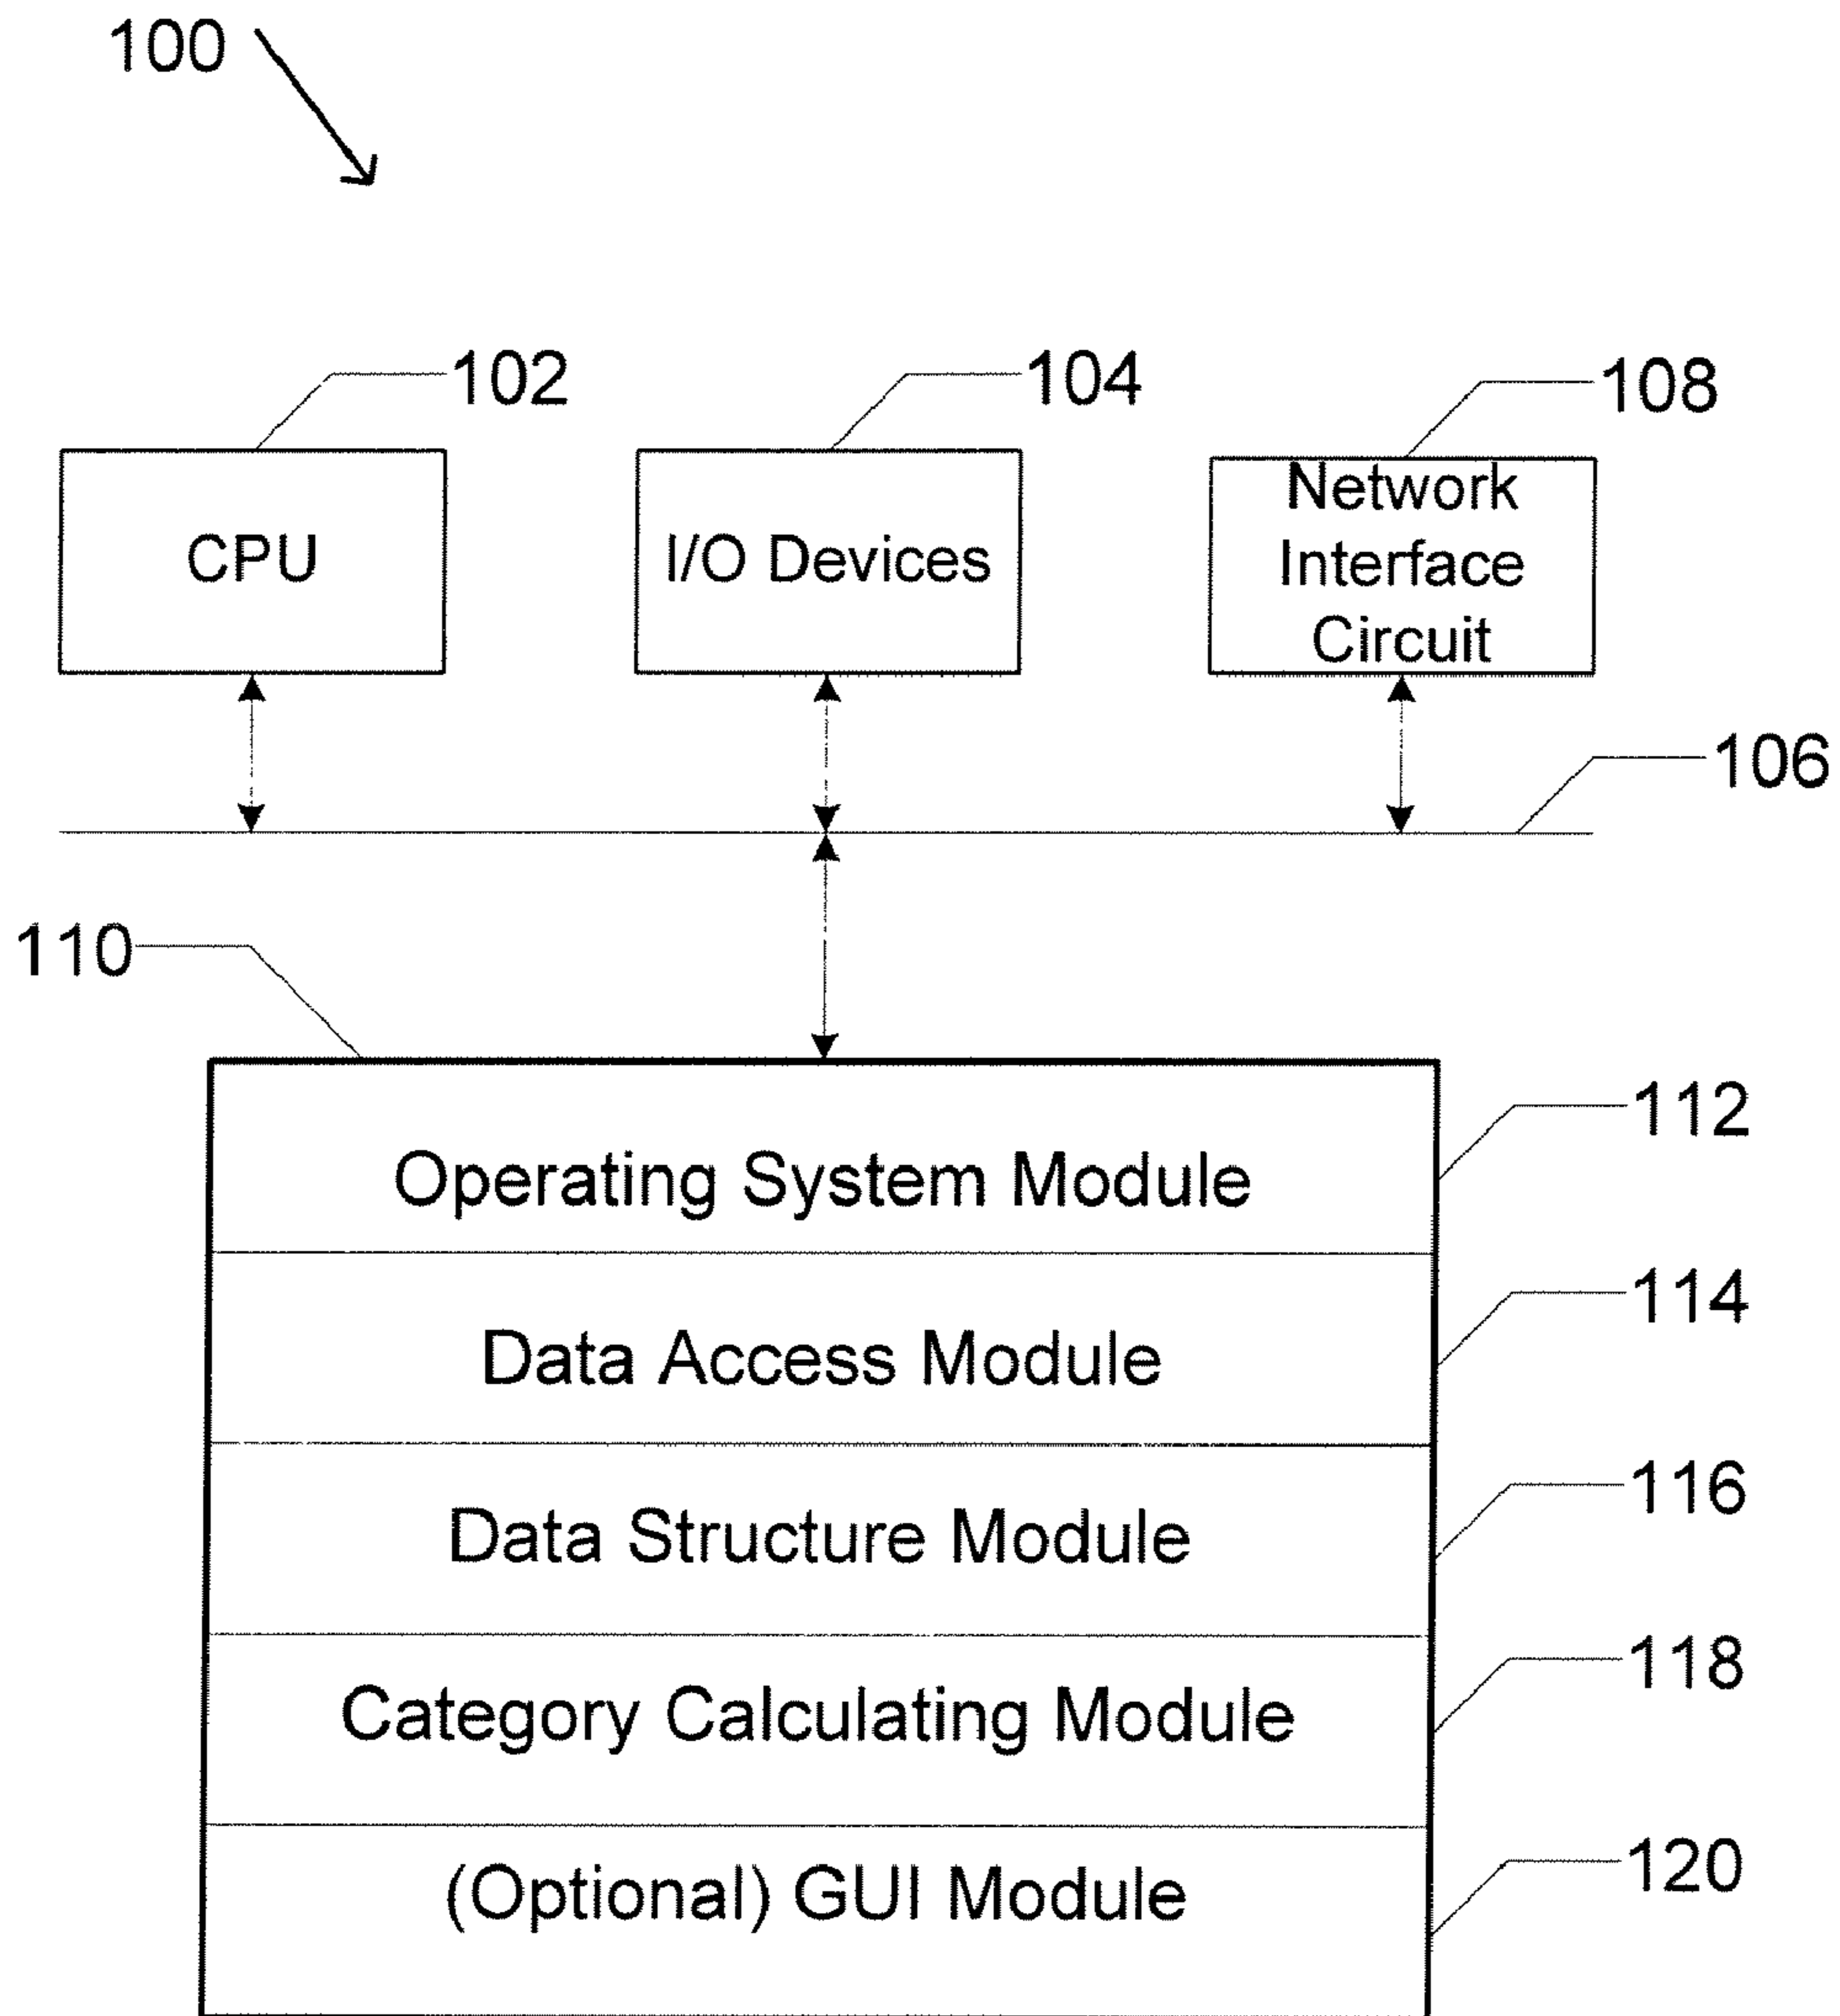 100
102
104
108
CPU
I/O Devices
Network
Interface
Circuit
106
110
112
Operating System Module
114
Data Access Module
116
Data Structure Module
118
Category Calculating Module
120
(Optional) GUI Module